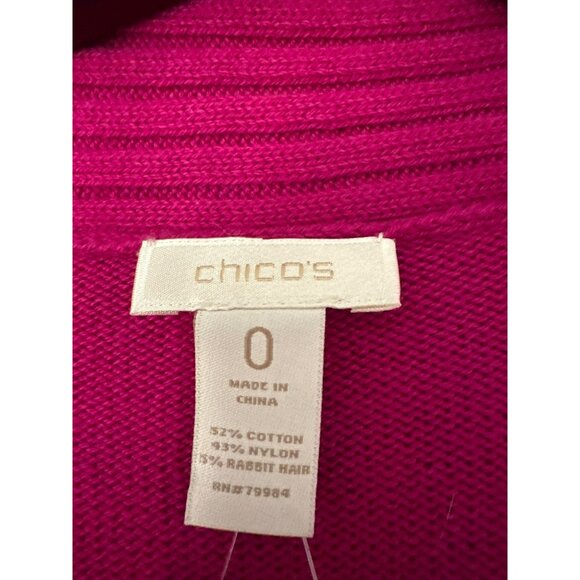 chico's
0
MADE IN
CHINA
52% COTTON
43% NYLON
5% RABBIT HAIR
RN#79984